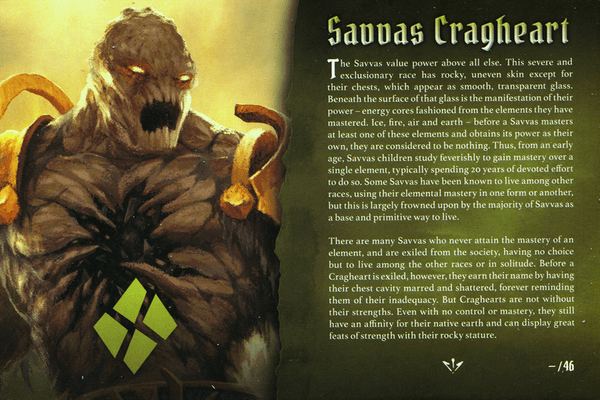 Savvas Cragheart
The Savvas value power above all else. This severe and
exclusionary race has rocky, uneven skin except for
their chests, which appear as smooth, transparent glass.
Beneath the surface of that glass is the manifestation of their
power – energy cores fashioned from the elements they have
mastered. Ice, fire, air and earth – before a Savvas masters
at least one of these elements and obtains its power as their
own, they are considered to be nothing. Thus, from an early
age, Savvas children study feverishly to gain mastery over a
single element, typically spending 20 years of devoted effort
to do so. Some Savvas have been known to live among other
races, using their elemental mastery in one form or another,
but this is largely frowned upon by the majority of Savvas as
a base and primitive way to live.
There are many Savvas who never attain the mastery of an
element, and are exiled from the society, having no choice
but to live among the other races or in solitude. Before a
Cragheart is exiled, however, they earn their name by having
their chest cavity marred and shattered, forever reminding
them of their inadequacy. But Craghearts are not without
their strengths. Even with no control or mastery, they still
have an affinity for their native earth and can display great
feats of strength with their rocky stature.
–/46